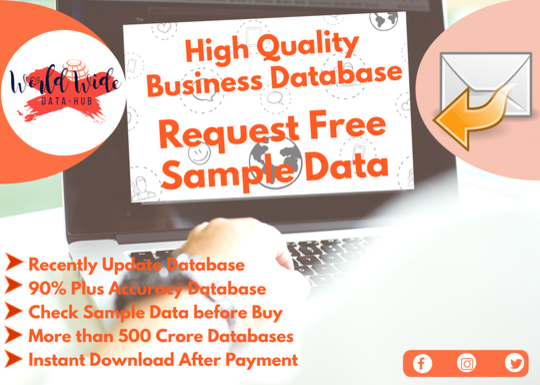 World Wide
DATA-HUB
High Quality
Business Database
Request Free
Sample Data
Recently Update Database
90% Plus Accuracy Database
Check Sample Data before Buy
More than 500 Crore Databases
Instant Download After Payment